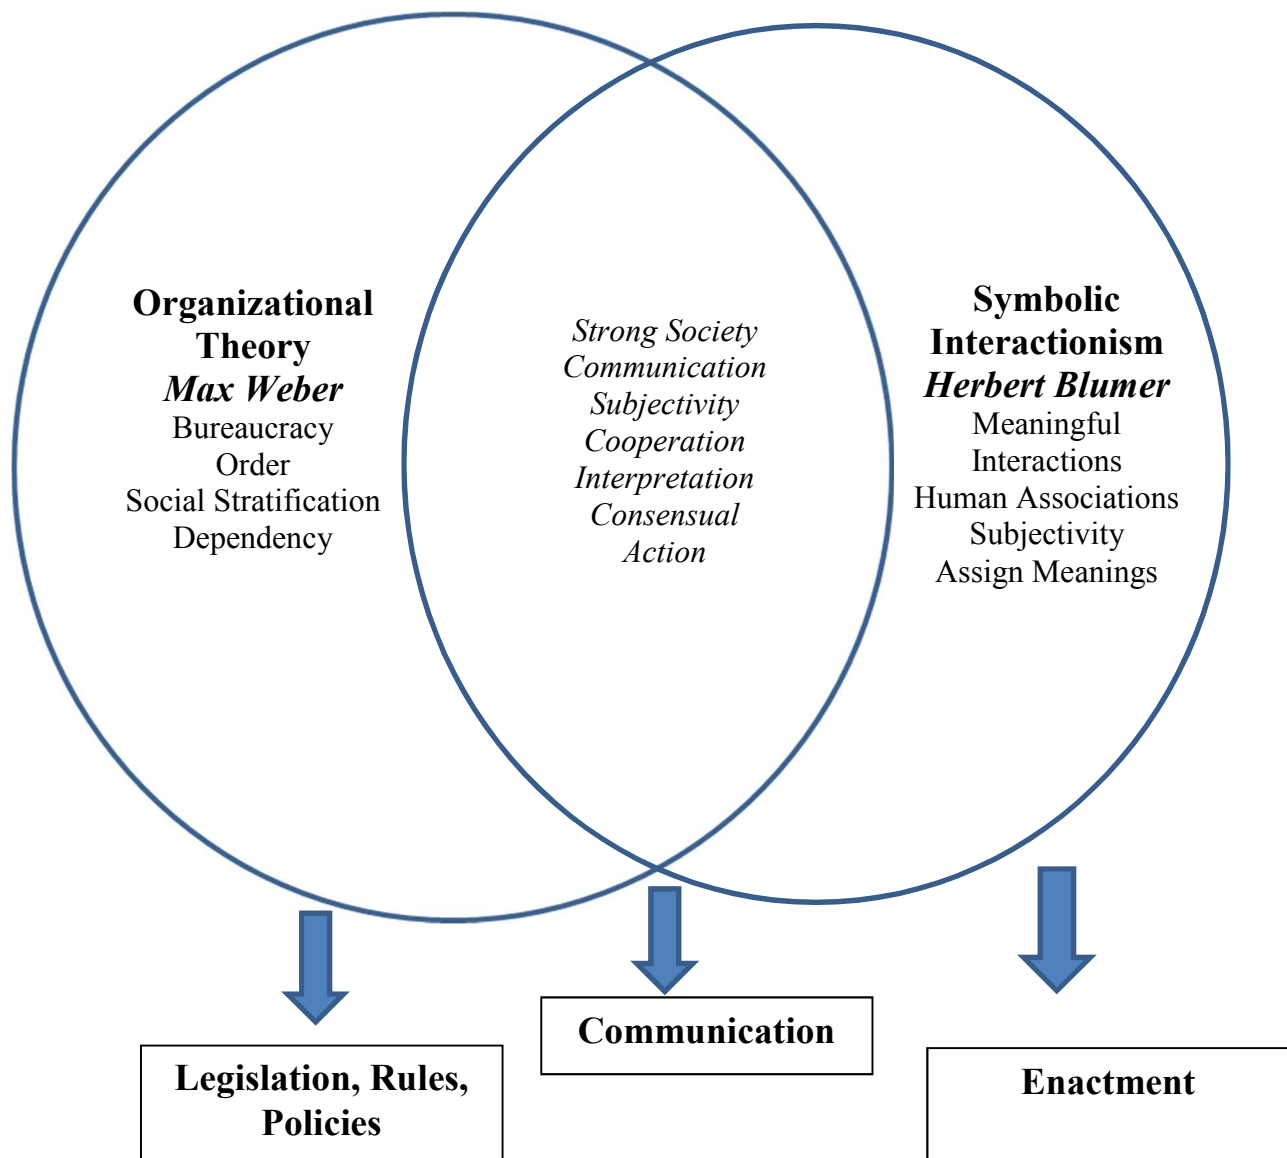 Organizational
Theory
Max Weber
Bureaucracy
Order
Social Stratification
Dependency
Strong Society
Communication
Subjectivity
Cooperation
Interpretation
Consensual
Action
Symbolic
Interactionism
Herbert Blumer
Meaningful
Interactions
Human Associations
Subjectivity
Assign Meanings
Legislation, Rules,
Policies
Communication
Enactment